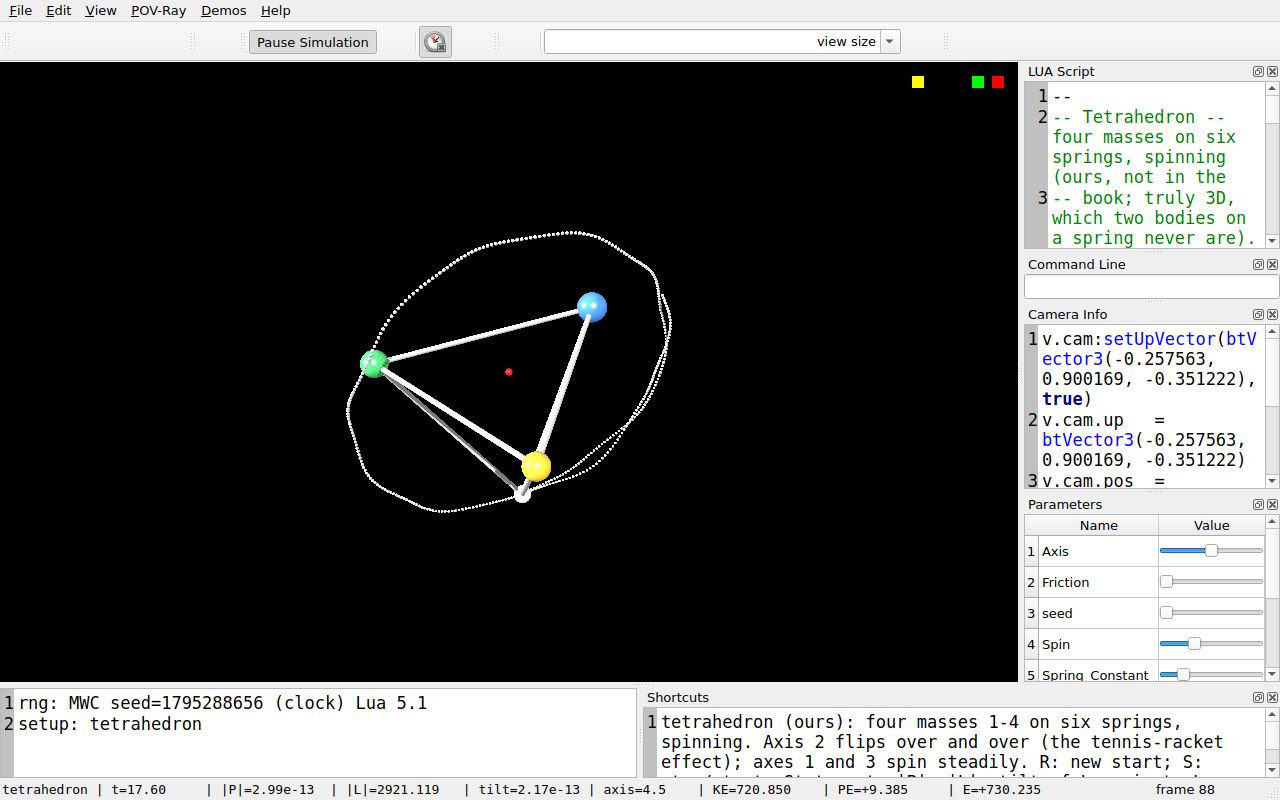 File Edit View POV-Ray Demos Help
Pause Simulation
view size
LUA Script
1 --
2 -- Tetrahedron --
four masses on six
springs, spinning
(ours, not in the
3 -- book; truly 3D,
which two bodies on
a spring never are).
Command Line
Camera Info
1 v.cam:setUpVector(btV
ector3(-0.257563,
0.900169, -0.351222),
true)
2 v.cam.up   =
btVector3(-0.257563,
0.900169, -0.351222)
3 v.cam.pos  =
Parameters
Name Value
1 Axis
2 Friction
3 seed
4 Spin
5 Spring Constant
1 rng: MWC seed=1795288656 (clock) Lua 5.1
2 setup: tetrahedron
Shortcuts
1 tetrahedron (ours): four masses 1-4 on six springs,
spinning. Axis 2 flips over and over (the tennis-racket
effect); axes 1 and 3 spin steadily. R: new start; S:
tetrahedron | t=17.60 | |P|=2.99e-13 | |L|=2921.119 | tilt=2.17e-13 | axis=4.5 | KE=720.850 | PE=+9.385 | E=+730.235 frame 88